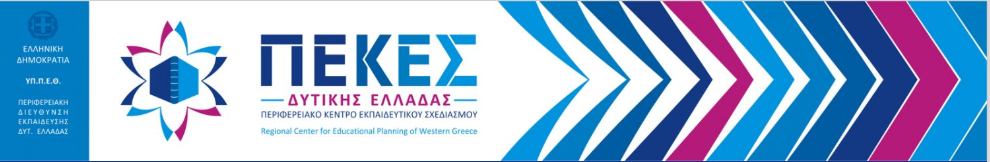 ΕΛΛΗΝΙΚΗ
ΔΗΜΟΚΡΑΤΙΑ
ΥΠ.Π.Ε.Θ.
ΠΕΡΙΦΕΡΕΙΑΚΗ
ΔΙΕΥΘΥΝΣΗ
ΕΚΠΑΙΔΕΥΣΗΣ
ΔΥΤ. ΕΛΛΑΔΑΣ
ΠΕΚΕΣ
ΔΥΤΙΚΗΣ ΕΛΛΑΔΑΣ
ΠΕΡΙΦΕΡΕΙΑΚΟ ΚΕΝΤΡΟ ΕΚΠΑΙΔΕΥΤΙΚΟΥ ΣΧΕΔΙΑΣΜΟΥ
Regional Center for Educational Planning of Western Greece